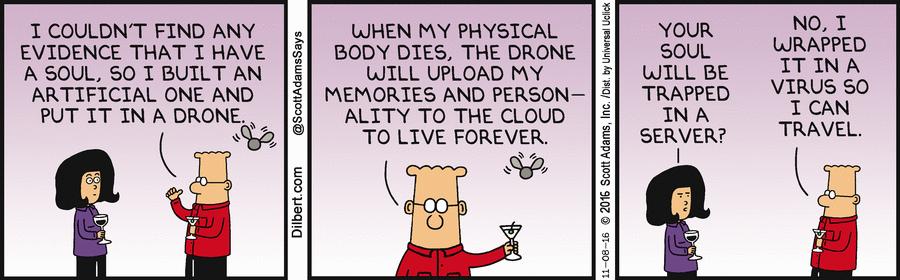 I COULDN'T FIND ANY
EVIDENCE THAT I HAVE
A SOUL, SO I BUILT AN
ARTIFICIAL ONE AND
PUT IT IN A DRONE.
Dilbert.com @ScottAdamsSays
WHEN MY PHYSICAL
BODY DIES, THE DRONE
WILL UPLOAD MY
MEMORIES AND PERSON—
ALITY TO THE CLOUD
TO LIVE FOREVER.
11-08-16 © 2016 Scott Adams, Inc. /Dist. by Universal Uclick
YOUR
SOUL
WILL BE
TRAPPED
IN A
SERVER?
NO, I
WRAPPED
IT IN A
VIRUS SO
I CAN
TRAVEL.